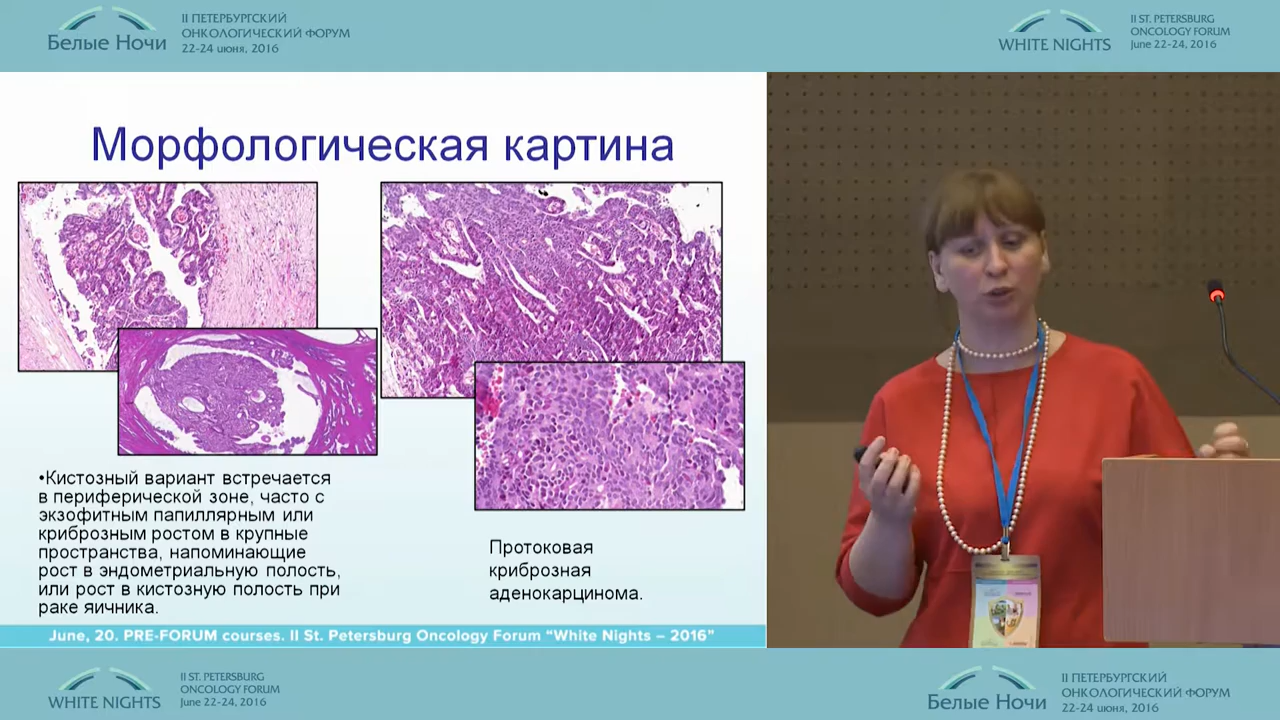 Белые Ночи
II ПЕТЕРБУРГСКИЙ
ОНКОЛОГИЧЕСКИЙ ФОРУМ
22-24 июня, 2016
WHITE NIGHTS
II ST. PETERSBURG
ONCOLOGY FORUM
June 22-24, 2016
Морфологическая картина
•Кистозный вариант встречается
в периферической зоне, часто с
экзофитным папиллярным или
криброзным ростом в крупные
пространства, напоминающие
рост в эндометриальную полость,
или рост в кистозную полость при
раке яичника.
Протоковая
криброзная
аденокарцинома.
June, 20. PRE-FORUM courses. II St. Petersburg Oncology Forum “White Nights – 2016”
WHITE NIGHTS
II ST. PETERSBURG
ONCOLOGY FORUM
June 22-24, 2016
Белые Ночи
II ПЕТЕРБУРГСКИЙ
ОНКОЛОГИЧЕСКИЙ ФОРУМ
22-24 июня, 2016